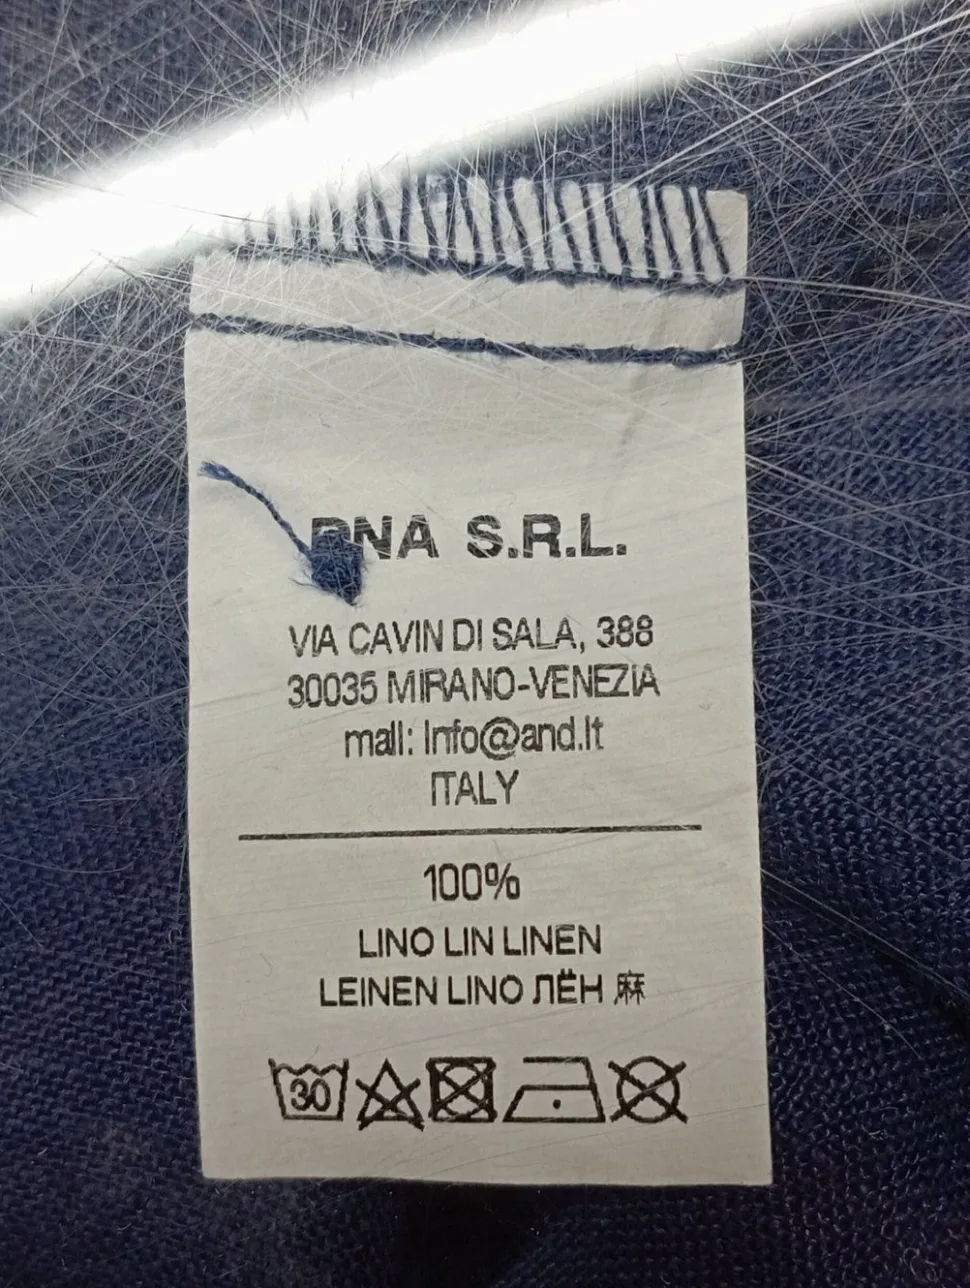 S.R.L.
VIA CAVIN DI SALA, 388
30035 MIRANO-VENEZIA
mail: info@and.it
ITALY
100%
LINO LIN LINEN
LEINEN LINO ЛЁН 麻
30